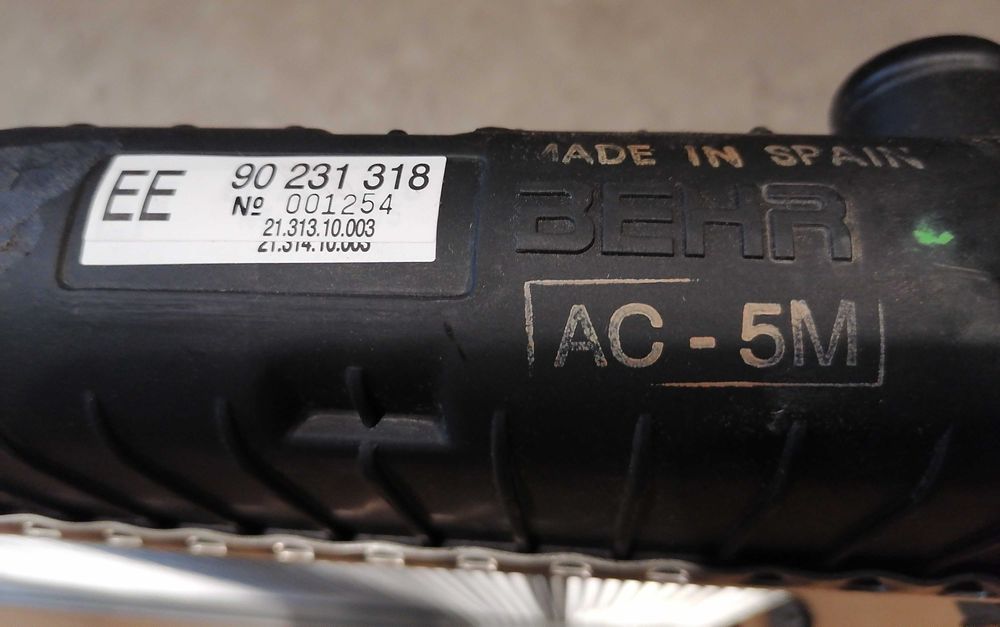 EE
90 231 318
Nº 001254
21.313.10.003
21.314.10.003
MADE IN SPAIN
BEHR
AC - 5M